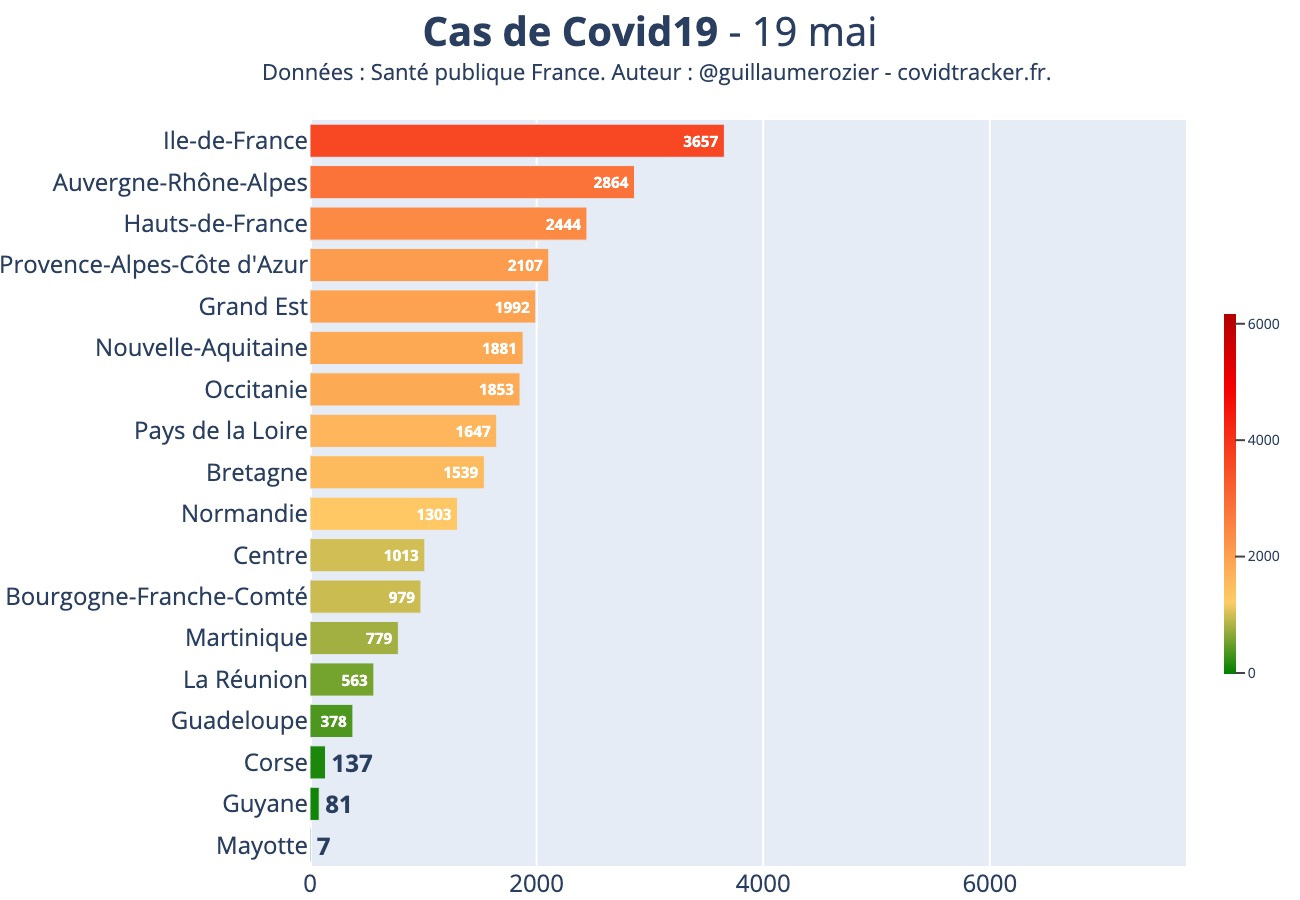 Cas de Covid19 - 19 mai
Données : Santé publique France. Auteur : @guillaumerozier - covidtracker.fr.
Ile-de-France 3657
Auvergne-Rhône-Alpes 2864
Hauts-de-France 2444
Provence-Alpes-Côte d'Azur 2107
Grand Est 1992
Nouvelle-Aquitaine 1881
Occitanie 1853
Pays de la Loire 1647
Bretagne 1539
Normandie 1303
Centre 1013
Bourgogne-Franche-Comté 979
Martinique 779
La Réunion 563
Guadeloupe 378
Corse 137
Guyane 81
Mayotte 7
0 2000 4000 6000
6000
4000
2000
0